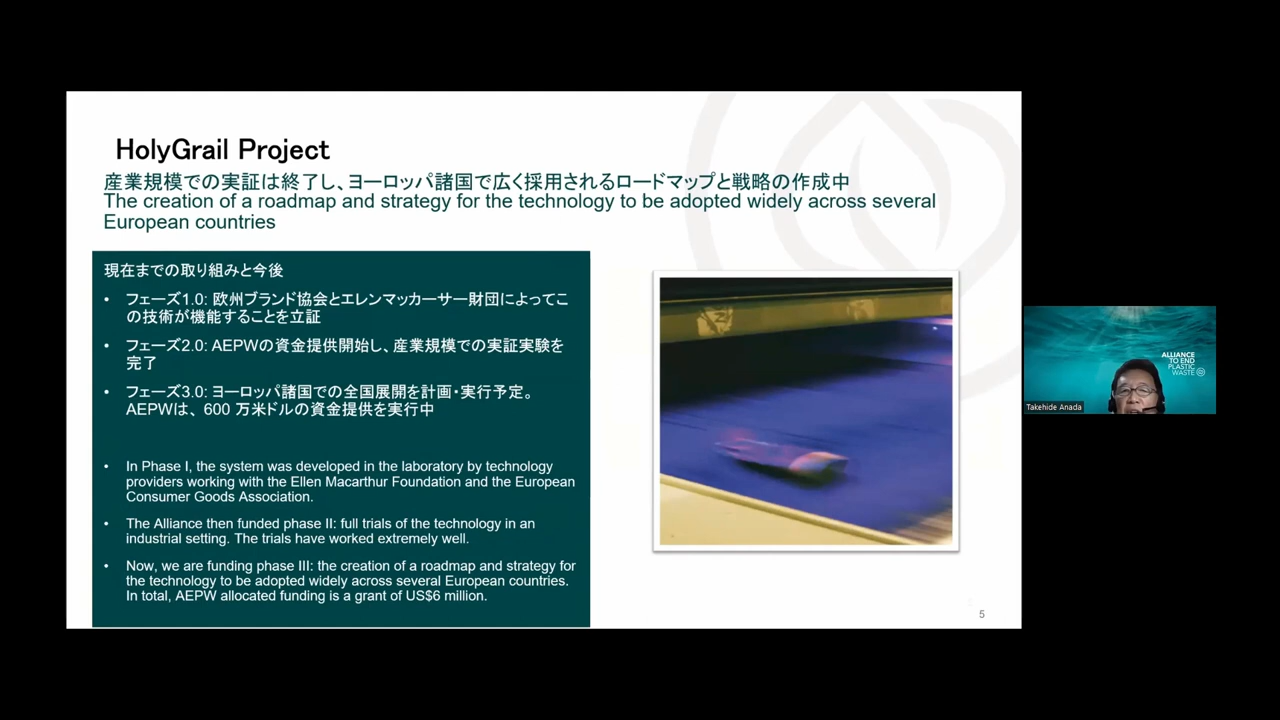 HolyGrail Project
産業規模での実証は終了し、ヨーロッパ諸国で広く採用されるロードマップと戦略の作成中
The creation of a roadmap and strategy for the technology to be adopted widely across several
European countries
現在までの取り組みと今後
• フェーズ1.0: 欧州ブランド協会とエレンマッカーサー財団によってこ
の技術が機能することを立証
• フェーズ2.0: AEPWの資金提供開始し、産業規模での実証実験を
完了
• フェーズ3.0: ヨーロッパ諸国での全国展開を計画・実行予定。
AEPWは、600 万米ドルの資金提供を実行中
• In Phase I, the system was developed in the laboratory by technology
providers working with the Ellen Macarthur Foundation and the European
Consumer Goods Association.
• The Alliance then funded phase II: full trials of the technology in an
industrial setting. The trials have worked extremely well.
• Now, we are funding phase III: the creation of a roadmap and strategy for
the technology to be adopted widely across several European countries.
In total, AEPW allocated funding is a grant of US$6 million.
5
ALLIANCE
TO END
PLASTIC
WASTE
Takehide Anada